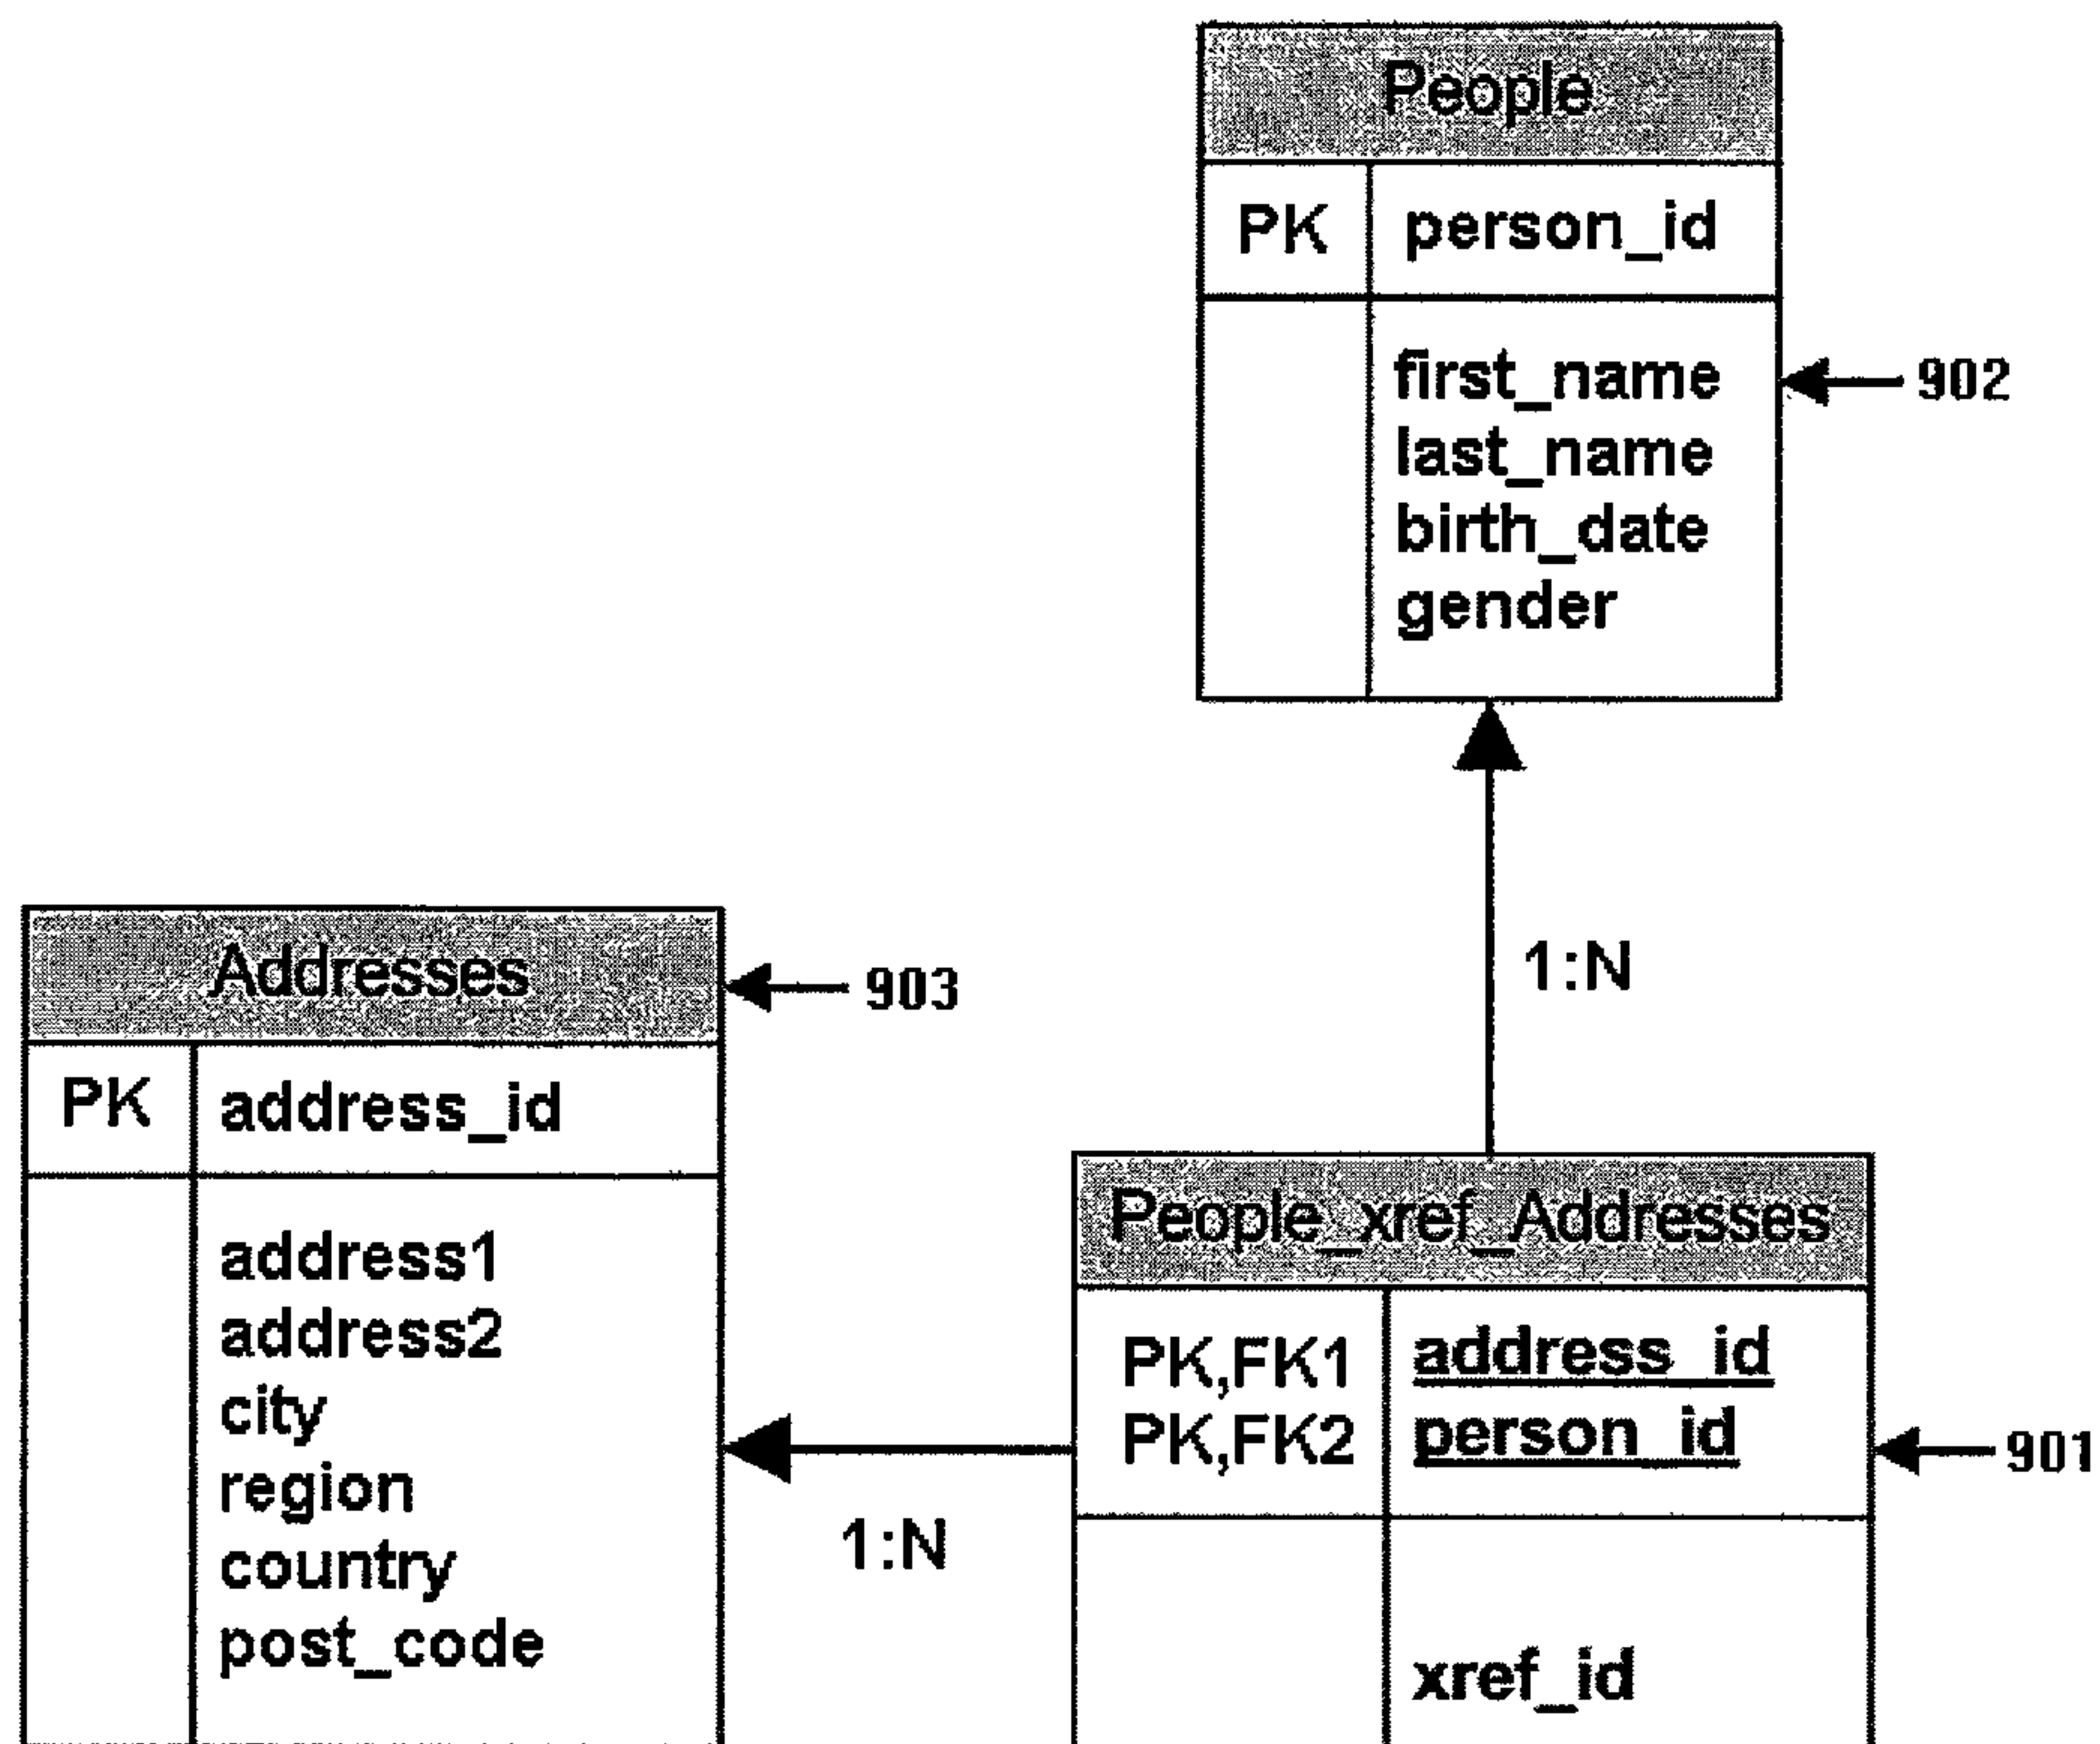 People
PK person_id
first_name
902
last_name
birth_date
gender
1:N
Addresses
903
PK address_id
address1
address2
city
region
country
post_code
1:N
People_xref_Addresses
PK,FK1 address_id
PK,FK2 person_id
901
xref_id